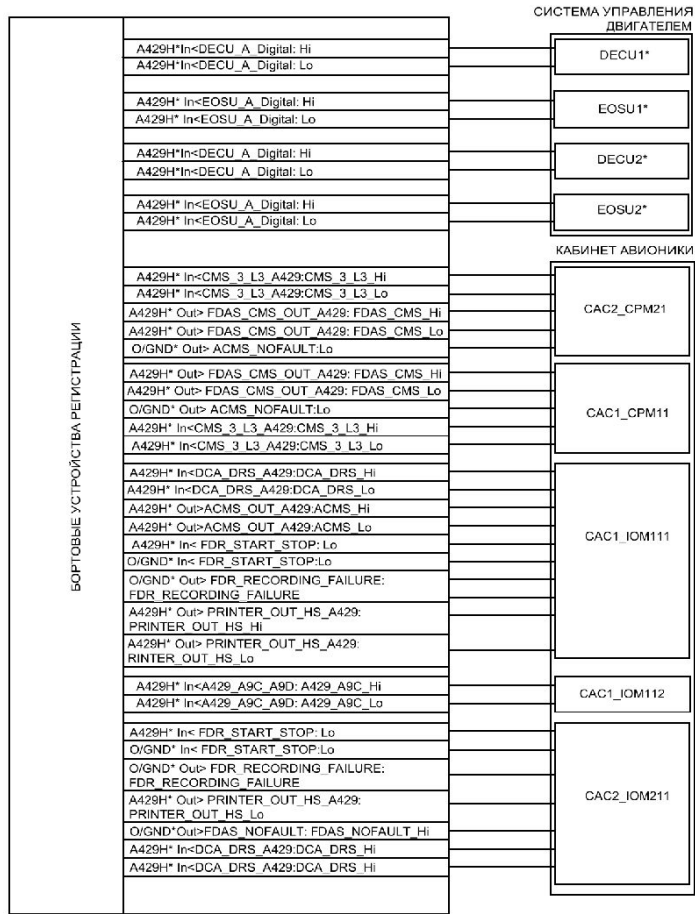 СИСТЕМА УПРАВЛЕНИЯ
ДВИГАТЕЛЕМ
A429H*In<DECU_A_Digital: Hi
A429H*In<DECU_A_Digital: Lo
DECU1*
A429H* In<EOSU_A_Digital: Hi
A429H* In<EOSU_A_Digital: Lo
EOSU1*
A429H*In<DECU_A_Digital: Hi
A429H*In<DECU_A_Digital: Lo
DECU2*
A429H* In<EOSU_A_Digital: Hi
A429H* In<EOSU_A_Digital: Lo
EOSU2*
КАБИНЕТ АВИОНИКИ
A429H* In<CMS_3_L3_A429:CMS_3_L3_Hi
A429H* In<CMS_3_L3_A429:CMS_3_L3_Lo
A429H* Out> FDAS_CMS_OUT_A429: FDAS_CMS_Hi
A429H* Out> FDAS_CMS_OUT_A429: FDAS_CMS_Lo
O/GND* Out> ACMS_NOFAULT:Lo
CAC2_CPM21
A429H* Out> FDAS_CMS_OUT_A429: FDAS_CMS_Hi
A429H* Out> FDAS_CMS_OUT_A429: FDAS_CMS_Lo
O/GND* Out> ACMS_NOFAULT:Lo
A429H* In<CMS_3_L3_A429:CMS_3_L3_Hi
A429H* In<CMS_3_L3_A429:CMS_3_L3_Lo
CAC1_CPM11
A429H* In<DCA_DRS_A429:DCA_DRS_Hi
A429H* In<DCA_DRS_A429:DCA_DRS_Lo
A429H* Out>ACMS_OUT_A429:ACMS_Hi
A429H* Out>ACMS_OUT_A429:ACMS_Lo
A429H* In< FDR_START_STOP: Lo
O/GND* In< FDR_START_STOP:Lo
O/GND* Out> FDR_RECORDING_FAILURE:
FDR_RECORDING_FAILURE
A429H* Out> PRINTER_OUT_HS_A429:
PRINTER_OUT_HS_Hi
A429H* Out> PRINTER_OUT_HS_A429:
RINTER_OUT_HS_Lo
CAC1_IOM111
A429H* In<A429_A9C_A9D: A429_A9C_Hi
A429H* In<A429_A9C_A9D: A429_A9C_Lo
CAC1_IOM112
A429H* In< FDR_START_STOP: Lo
O/GND* In< FDR_START_STOP:Lo
O/GND* Out> FDR_RECORDING_FAILURE:
FDR_RECORDING_FAILURE
A429H* Out> PRINTER_OUT_HS_A429:
PRINTER_OUT_HS_Lo
O/GND*Out>FDAS_NOFAULT: FDAS_NOFAULT_Hi
A429H* In<DCA_DRS_A429:DCA_DRS_Hi
A429H* In<DCA_DRS_A429:DCA_DRS_Hi
CAC2_IOM211
БОРТОВЫЕ УСТРОЙСТВА РЕГИСТРАЦИИ